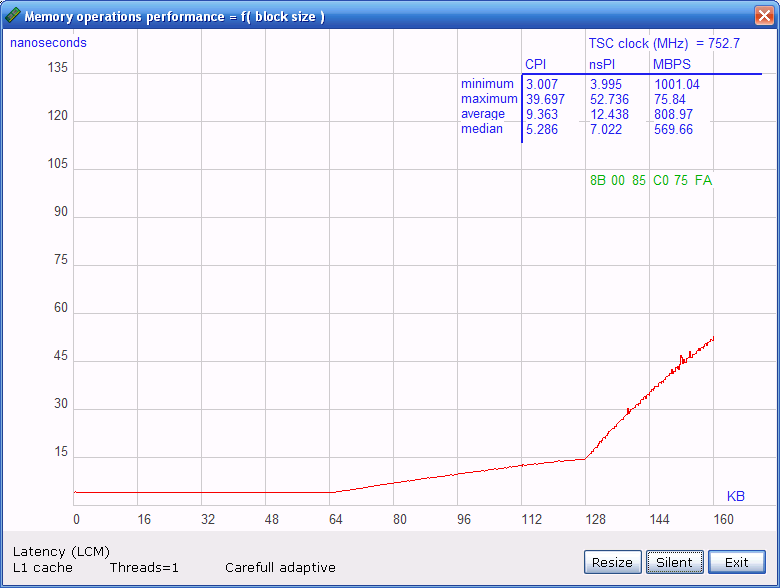 Memory operations performance = f( block size )
nanoseconds
TSC clock (MHz) = 752.7
CPI nsPI MBPS
minimum 3.007 3.995 1001.04
maximum 39.697 52.736 75.84
average 9.363 12.438 808.97
median 5.286 7.022 569.66
8B 00 85 C0 75 FA
135
120
105
90
75
60
45
30
15
KB
0 16 32 48 64 80 96 112 128 144 160
Latency (LCM)
L1 cache Threads=1 Carefull adaptive
Resize Silent Exit